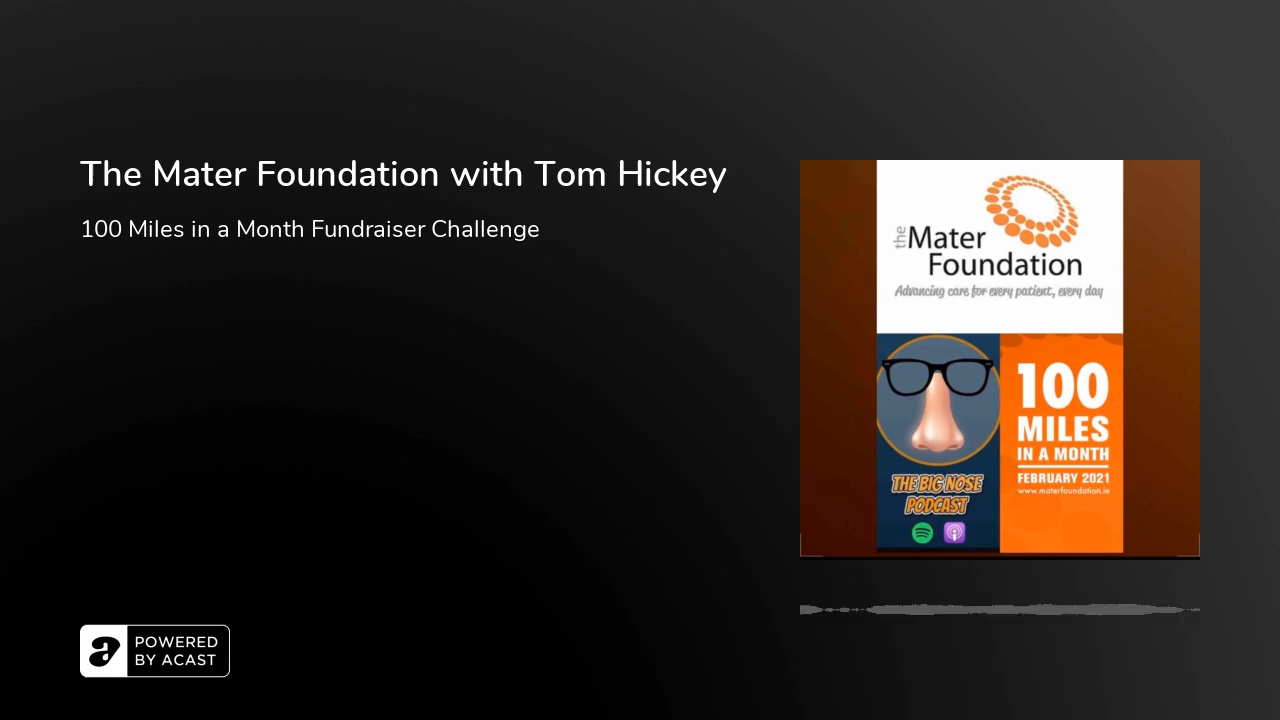 The Mater Foundation with Tom Hickey
100 Miles in a Month Fundraiser Challenge
the Mater
Foundation
Advancing care for every patient, every day
THE BIG NOSE
PODCAST
100
MILES
IN A MONTH
FEBRUARY 2021
www.materfoundation.ie
POWERED
BY ACAST